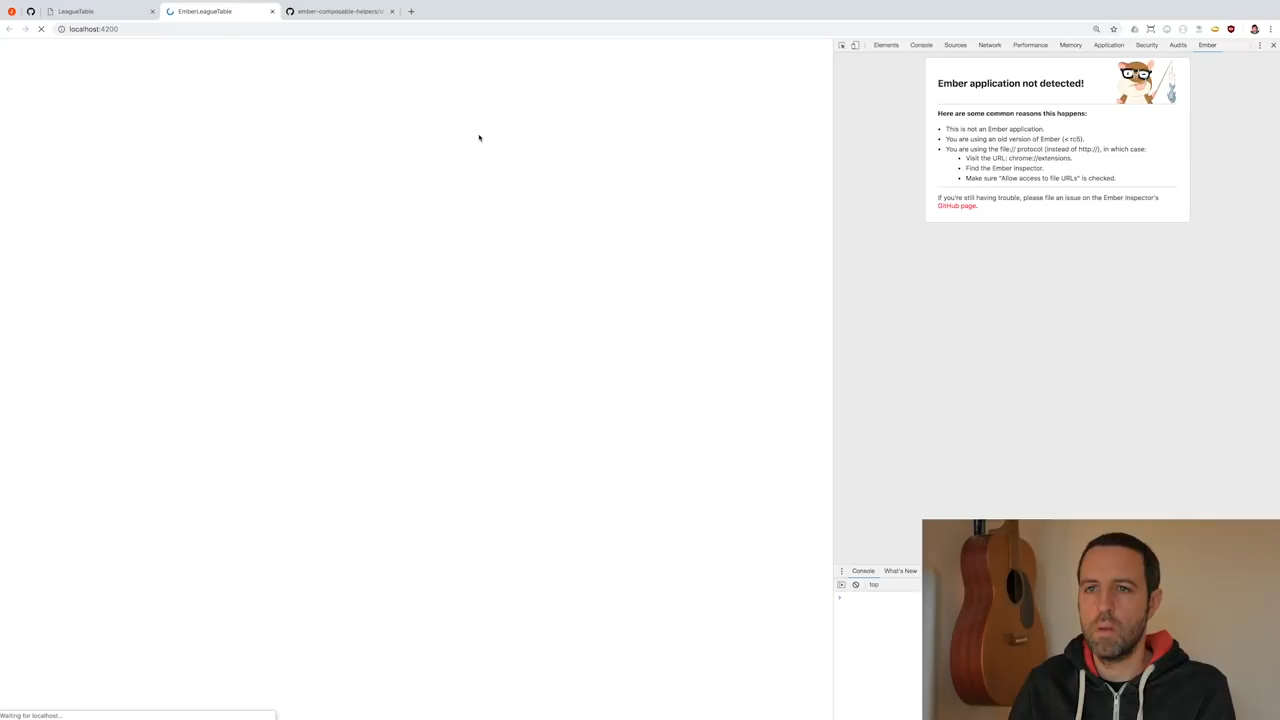 LeagueTable
EmberLeagueTable
ember-composable-helpers/
localhost:4200
Elements Console Sources Network Performance Memory Application Security Audits Ember
Ember application not detected!
Here are some common reasons this happens:
This is not an Ember application.
You are using an old version of Ember (< rc5).
You are using the file:// protocol (instead of http://), in which case:
Visit the URL: chrome://extensions.
Find the Ember Inspector.
Make sure "Allow access to file URLs" is checked.
If you're still having trouble, please file an issue on the Ember Inspector's
GitHub page.
Console What's New
top
Waiting for localhost...